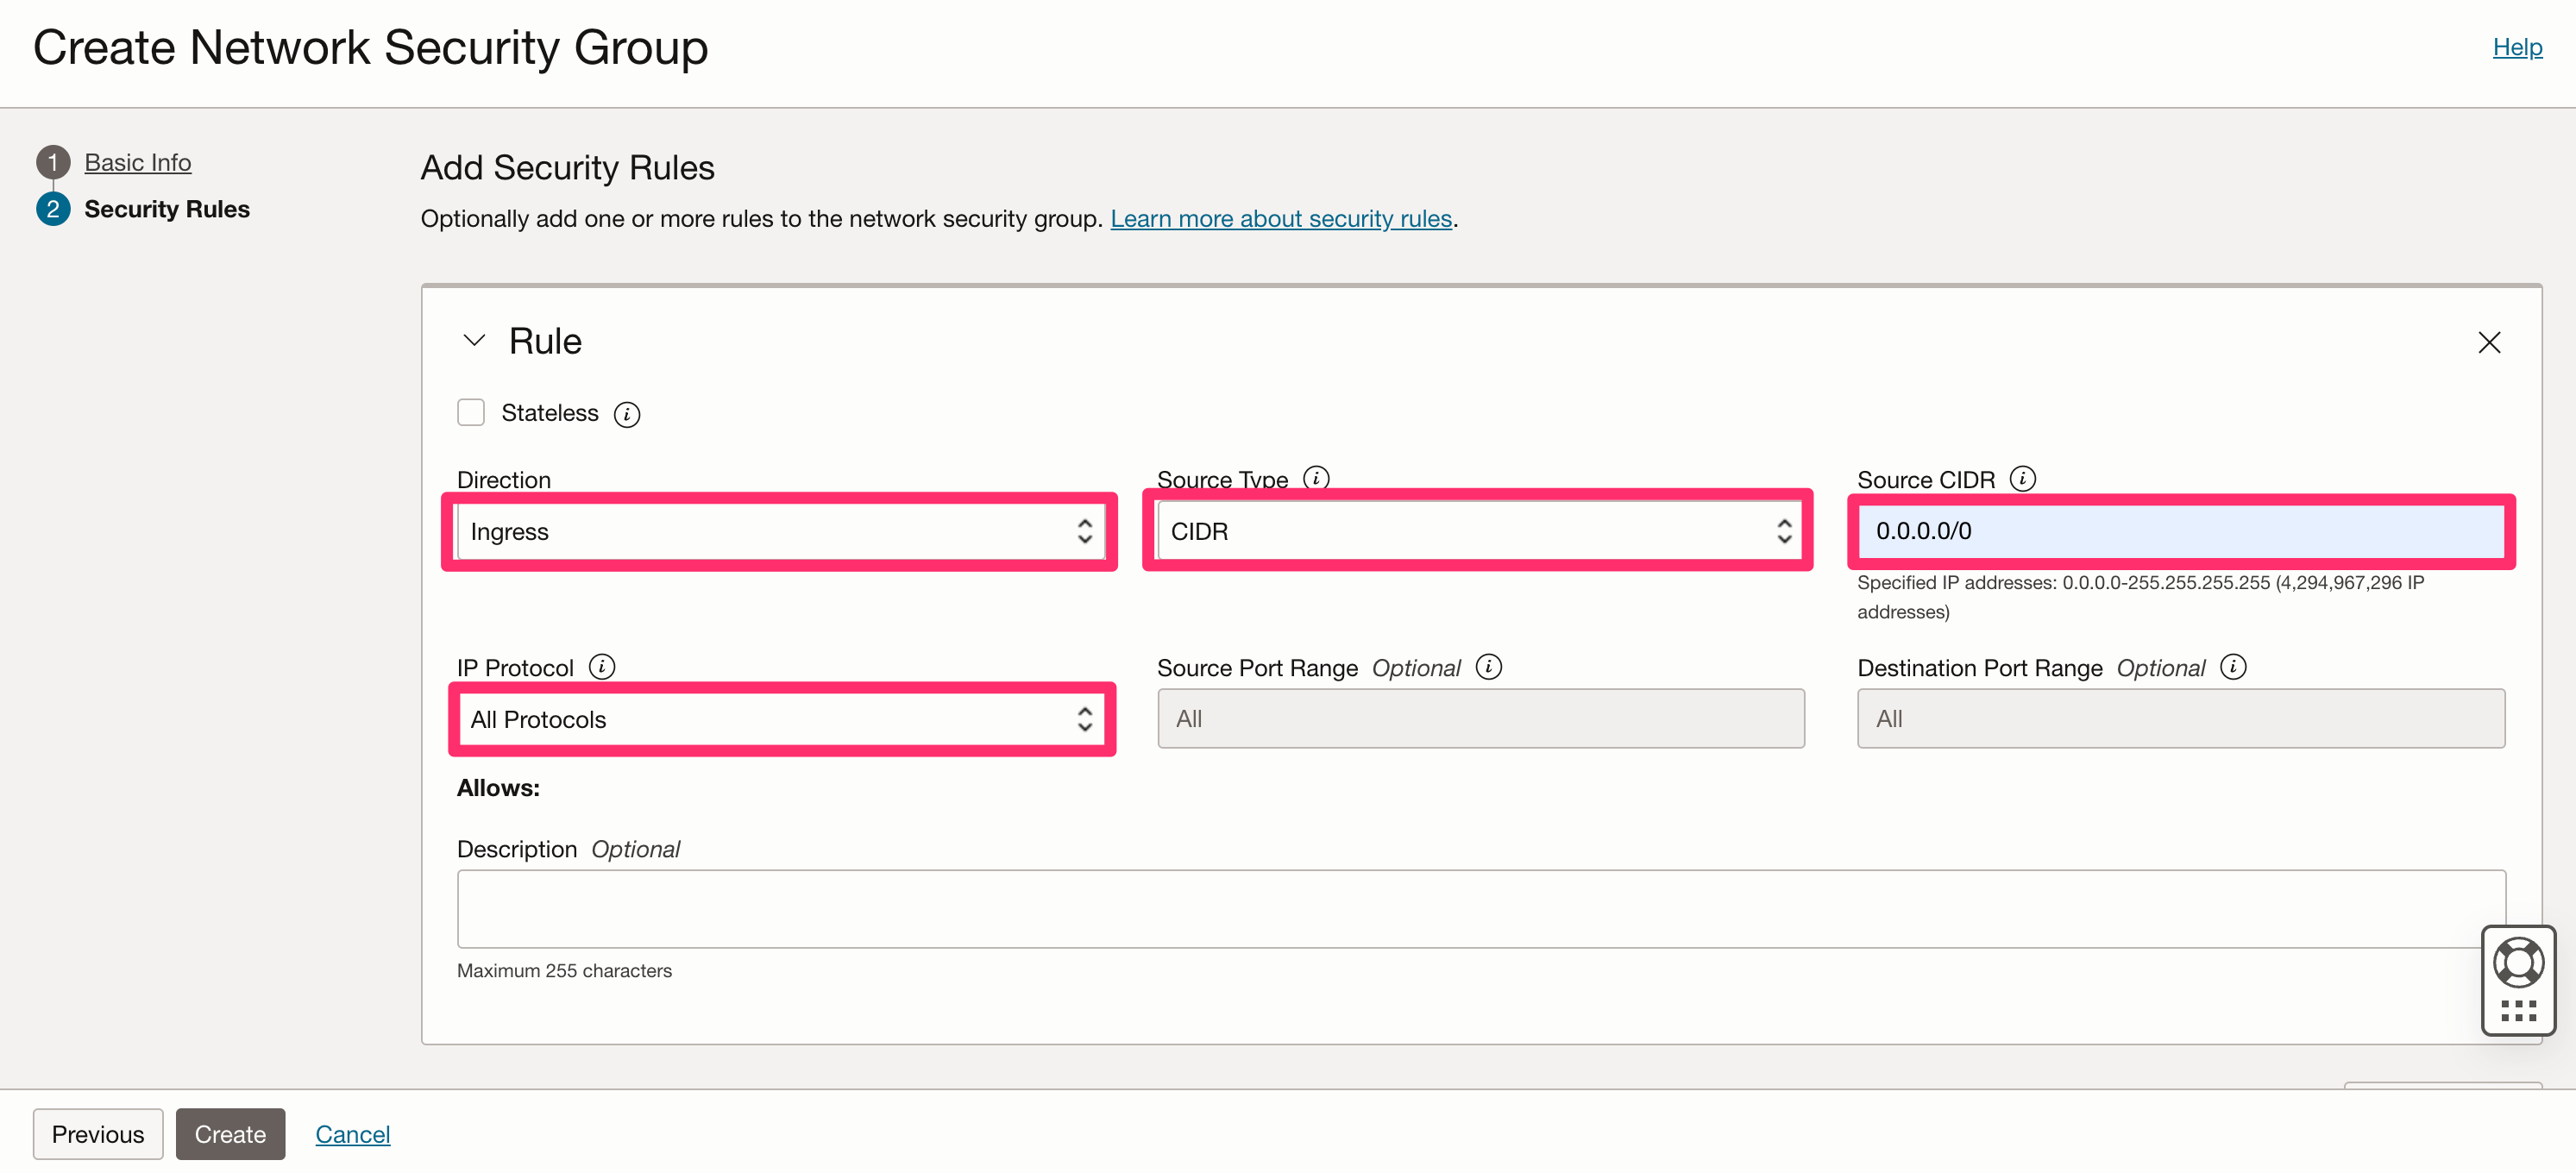 Create Network Security Group
Help
1 Basic Info
2 Security Rules
Add Security Rules
Optionally add one or more rules to the network security group. Learn more about security rules.
Rule
Stateless
Direction
Source Type
Source CIDR
Ingress
CIDR
0.0.0.0/0
Specified IP addresses: 0.0.0.0-255.255.255.255 (4,294,967,296 IP
addresses)
IP Protocol
Source Port Range Optional
Destination Port Range Optional
All Protocols
All
All
Allows:
Description Optional
Maximum 255 characters
Previous
Create
Cancel